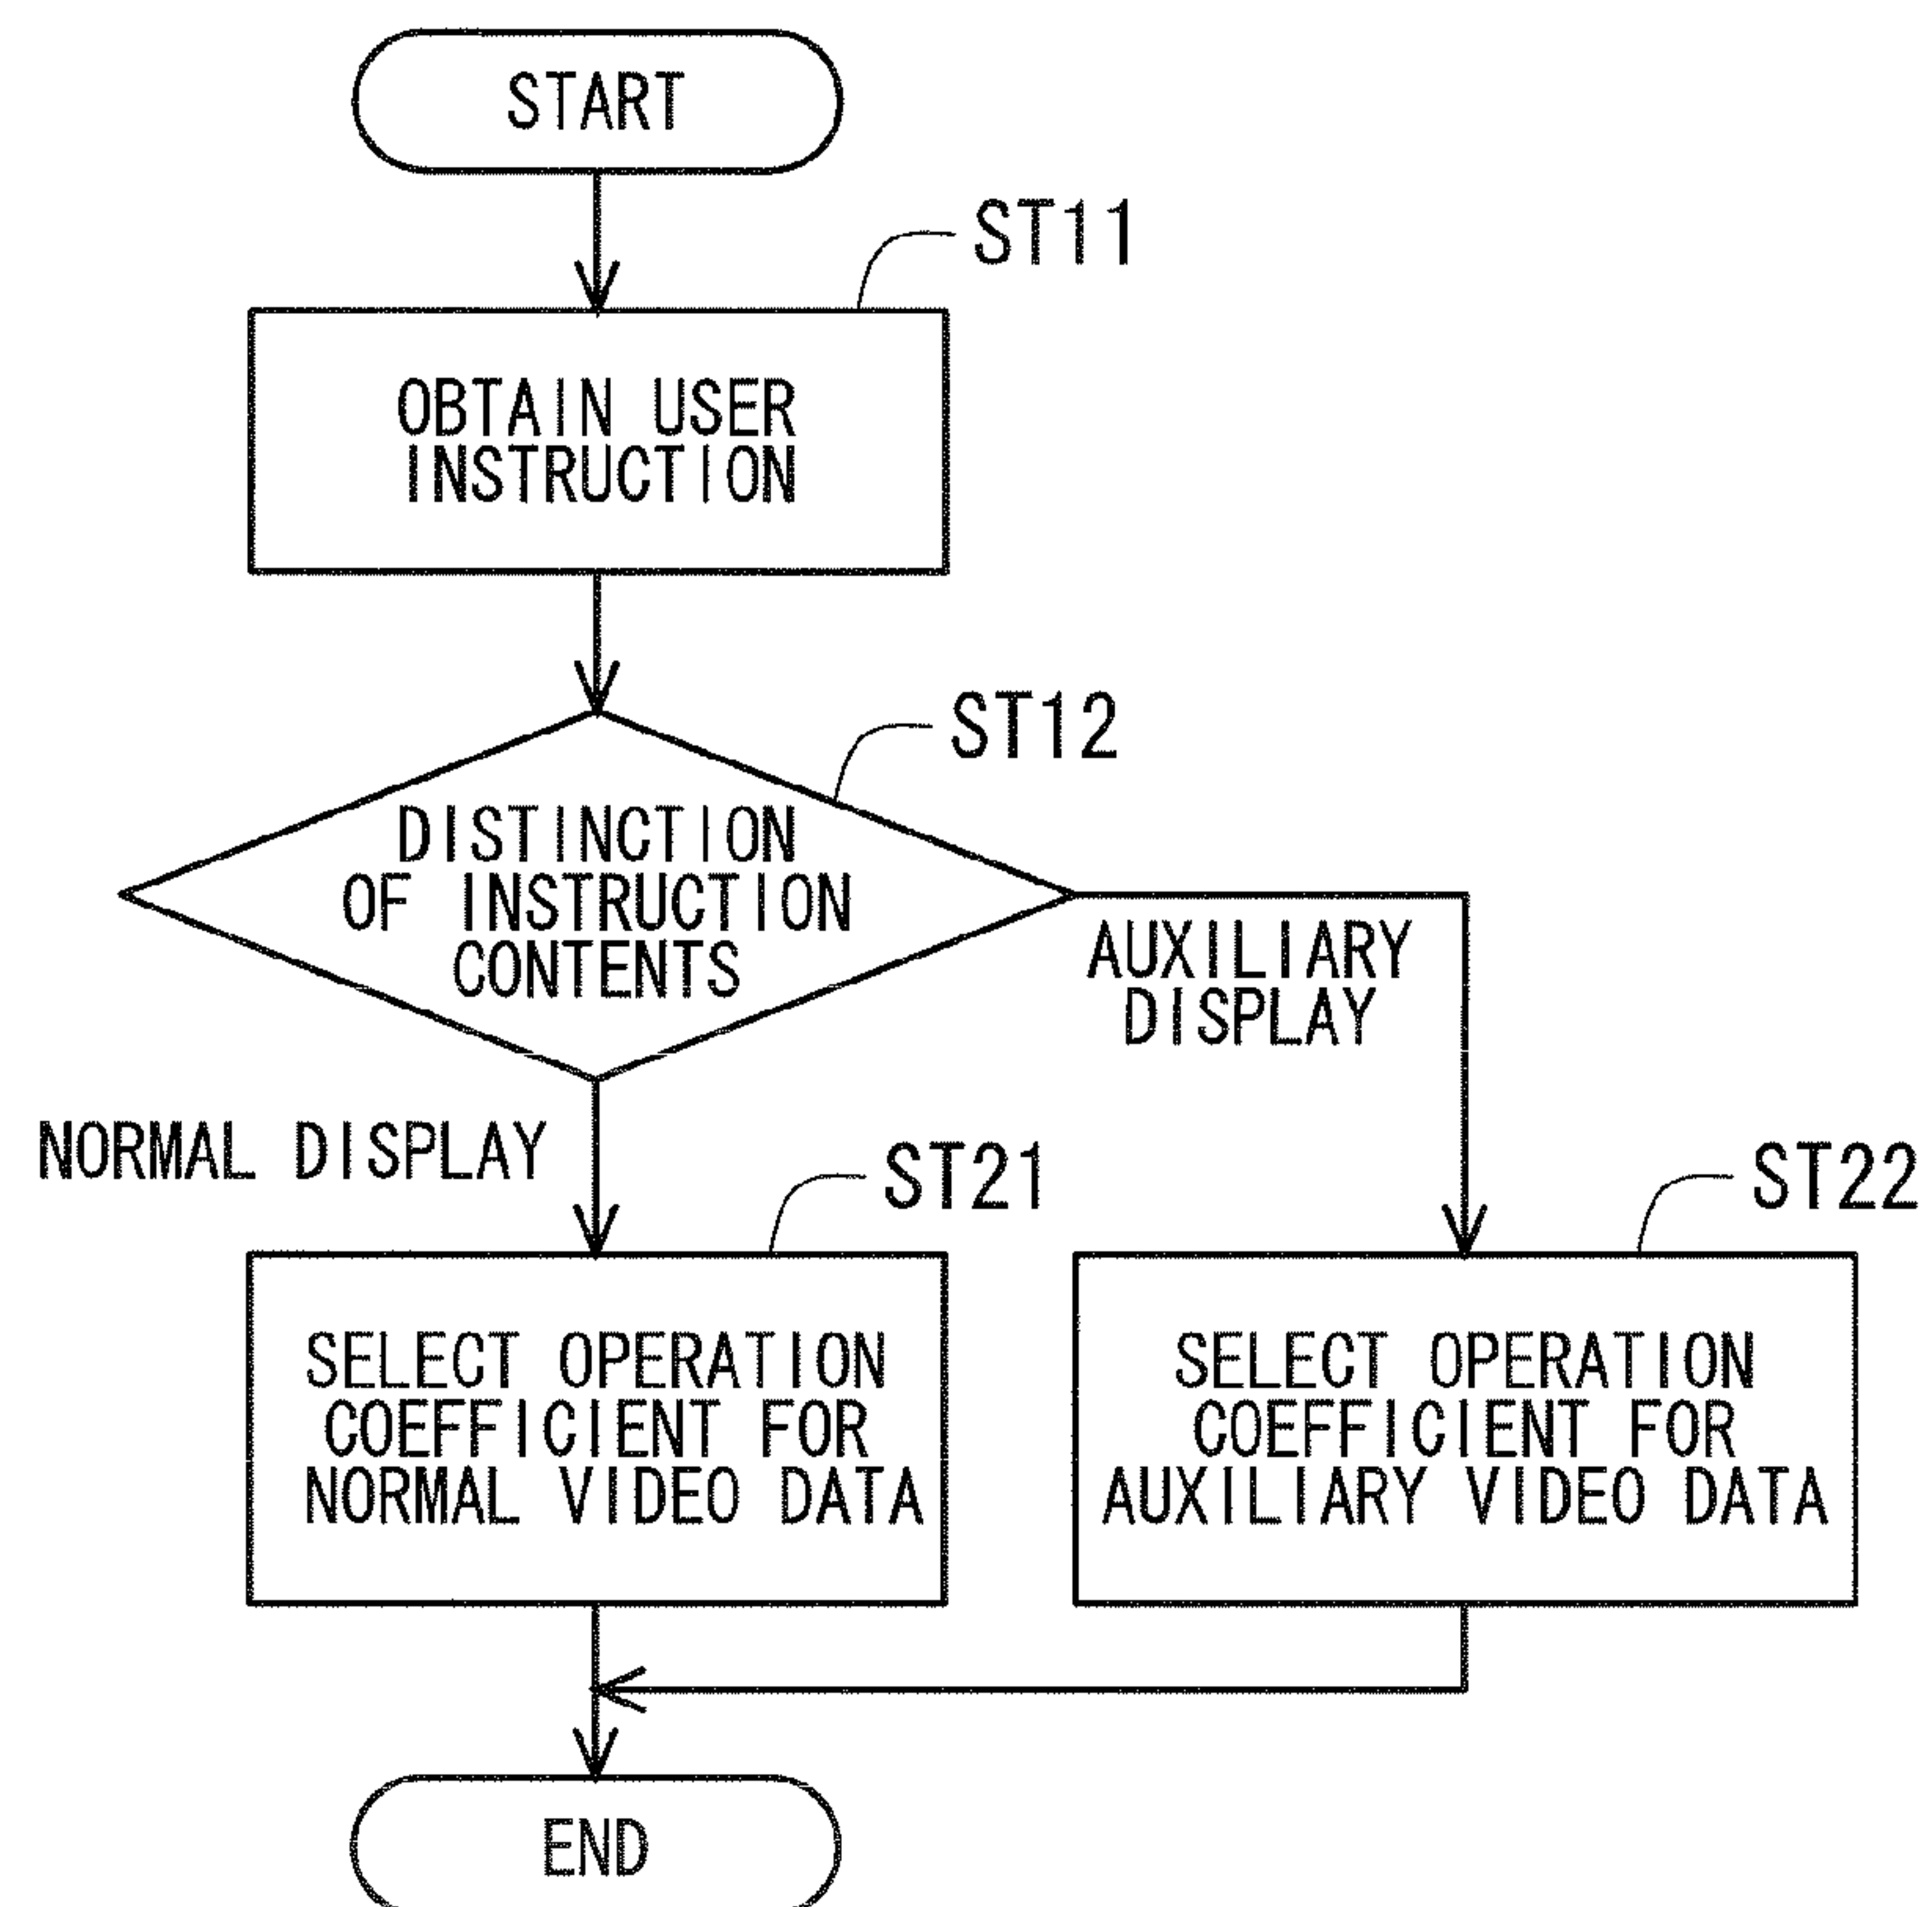 START
ST11
OBTAIN USER
INSTRUCTION
ST12
DISTINCTION
OF INSTRUCTION
CONTENTS
AUXILIARY
DISPLAY
NORMAL DISPLAY
ST21
SELECT OPERATION
COEFFICIENT FOR
NORMAL VIDEO DATA
ST22
SELECT OPERATION
COEFFICIENT FOR
AUXILIARY VIDEO DATA
END